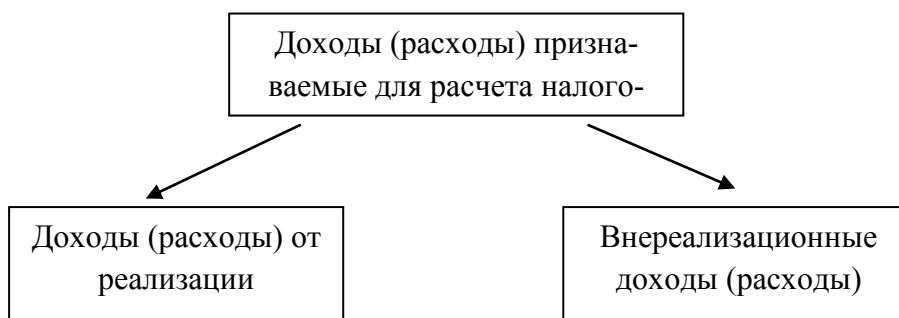 Доходы (расходы) призна-
ваемые для расчета налого-
Доходы (расходы) от
реализации
Внереализационные
доходы (расходы)